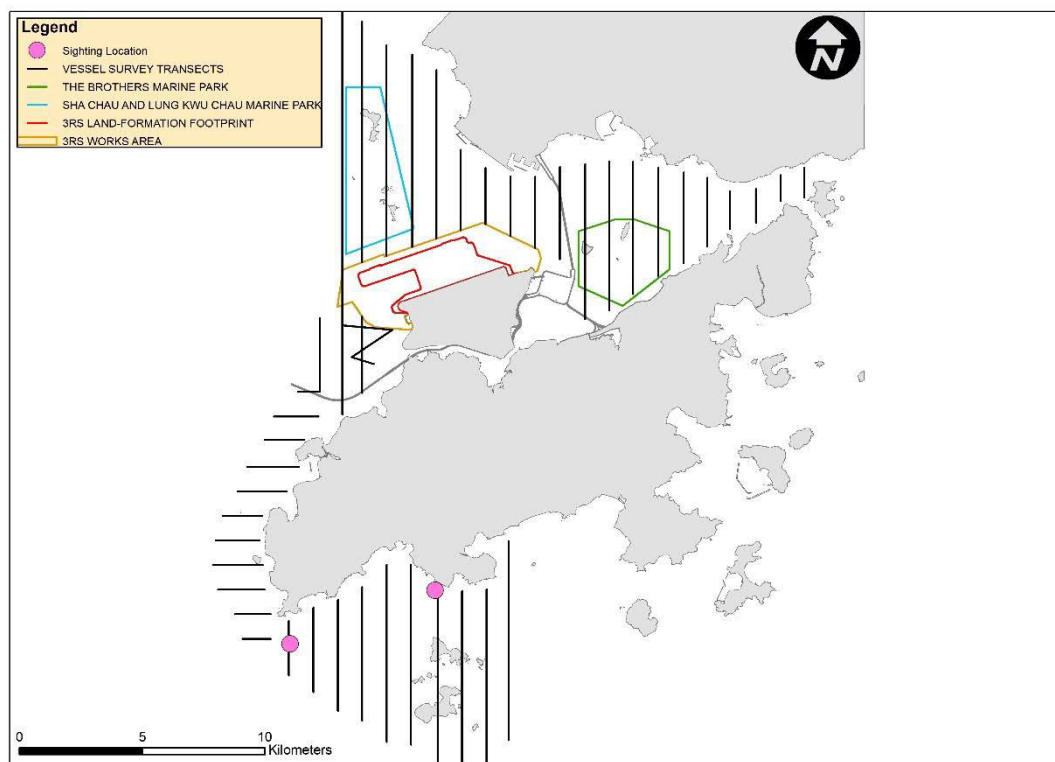 Legend
Sighting Location
VESSEL SURVEY TRANSECTS
THE BROTHERS MARINE PARK
SHA CHAU AND LUNG KWU CHAU MARINE PARK
3RS LAND-FORMATION FOOTPRINT
3RS WORKS AREA
N
0 5 10
Kilometers